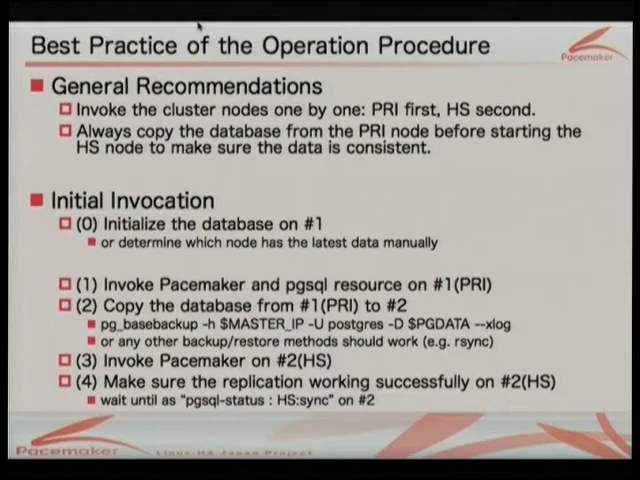 Best Practice of the Operation Procedure
Pacemaker
General Recommendations
Invoke the cluster nodes one by one: PRI first, HS second.
Always copy the database from the PRI node before starting the
HS node to make sure the data is consistent.
Initial Invocation
(0) Initialize the database on #1
or determine which node has the latest data manually
(1) Invoke Pacemaker and pgsql resource on #1(PRI)
(2) Copy the database from #1(PRI) to #2
pg_basebackup -h $MASTER_IP -U postgres -D $PGDATA --xlog
or any other backup/restore methods should work (e.g. rsync)
(3) Invoke Pacemaker on #2(HS)
(4) Make sure the replication working successfully on #2(HS)
wait until as "pgsql-status : HS:sync" on #2
Pacemaker
Linux-HA Japan Project